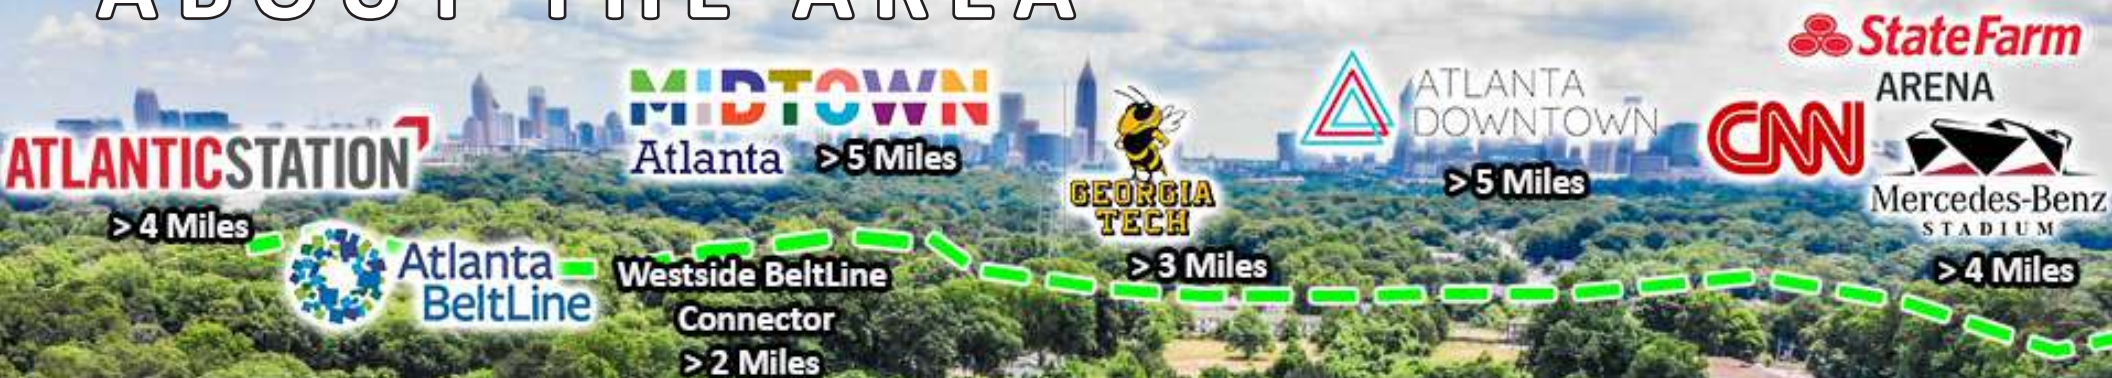 ABOUT THE AREA
ATLANTICSTATION
> 4 Miles
Atlanta
BeltLine
MIDTOWN
Atlanta > 5 Miles
Westside BeltLine
Connector
> 2 Miles
GEORGIA
TECH
> 3 Miles
ATLANTA
DOWNTOWN
> 5 Miles
StateFarm
ARENA
CNN
Mercedes-Benz
STADIUM
> 4 Miles